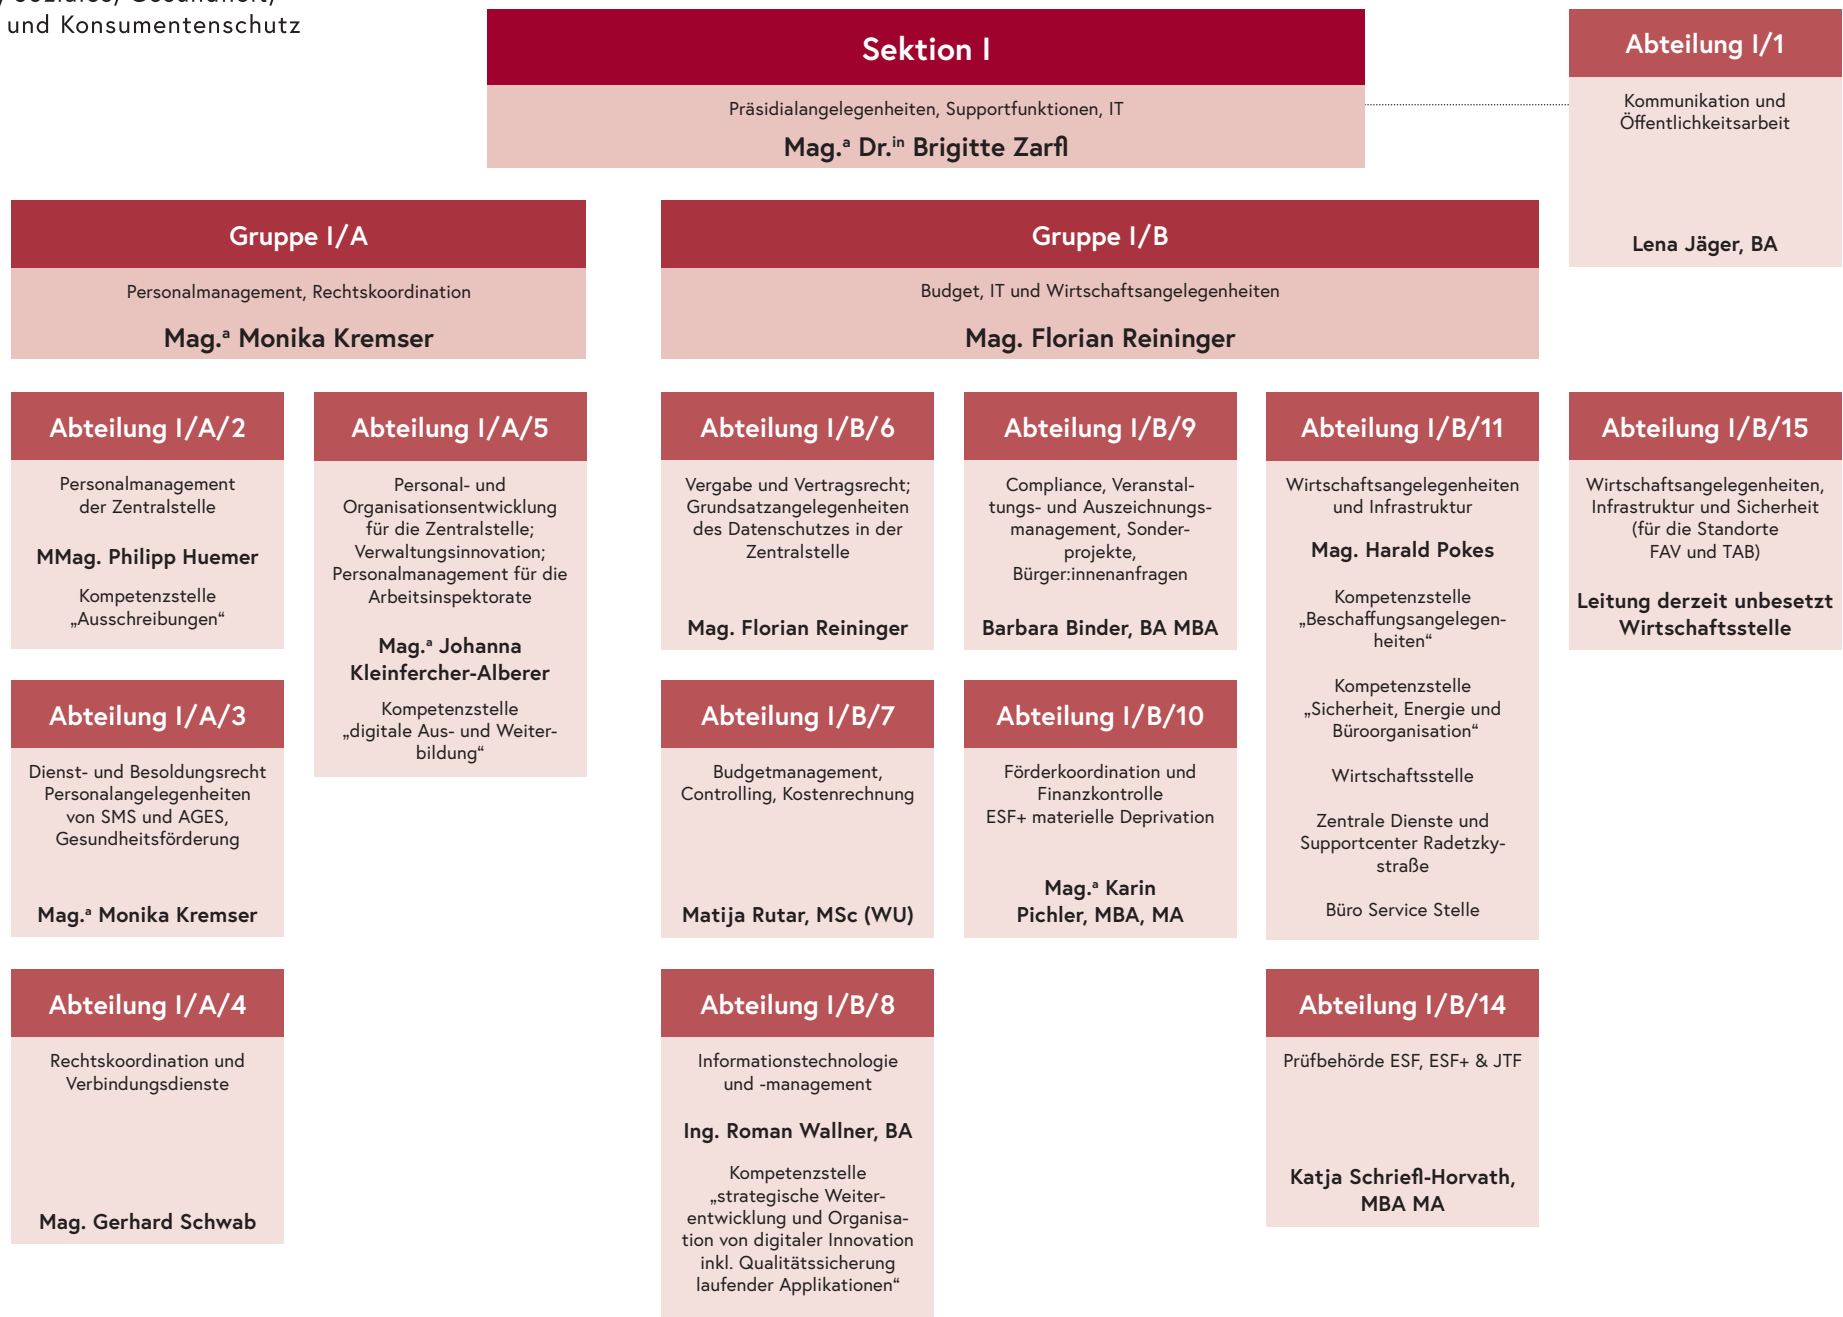 Soziales, Gesundheit,
und Konsumentenschutz
Sektion I
Präsidialangelegenheiten, Supportfunktionen, IT
Mag.ª Dr.ⁱⁿ Brigitte Zarfl
Abteilung I/1
Kommunikation und
Öffentlichkeitsarbeit
Lena Jäger, BA
Gruppe I/A
Personalmanagement, Rechtskoordination
Mag.ª Monika Kremser
Gruppe I/B
Budget, IT und Wirtschaftsangelegenheiten
Mag. Florian Reininger
Abteilung I/A/2
Personalmanagement
der Zentralstelle
MMag. Philipp Huemer
Kompetenzstelle
„Ausschreibungen“
Abteilung I/A/3
Dienst- und Besoldungsrecht
Personalangelegenheiten
von SMS und AGES,
Gesundheitsförderung
Mag.ª Monika Kremser
Abteilung I/A/4
Rechtskoordination und
Verbindungsdienste
Mag. Gerhard Schwab
Abteilung I/A/5
Personal- und
Organisationsentwicklung
für die Zentralstelle;
Verwaltungsinnovation;
Personalmanagement für die
Arbeitsinspektorate
Mag.ª Johanna
Kleinfercher-Alberer
Kompetenzstelle
„digitale Aus- und Weiter-
bildung“
Abteilung I/B/6
Vergabe und Vertragsrecht;
Grundsatzangelegenheiten
des Datenschutzes in der
Zentralstelle
Mag. Florian Reininger
Abteilung I/B/7
Budgetmanagement,
Controlling, Kostenrechnung
Matija Rutar, MSc (WU)
Abteilung I/B/8
Informationstechnologie
und -management
Ing. Roman Wallner, BA
Kompetenzstelle
„strategische Weiter-
entwicklung und Organisa-
tion von digitaler Innovation
inkl. Qualitätssicherung
laufender Applikationen“
Abteilung I/B/9
Compliance, Veranstal-
tungs- und Auszeichnungs-
management, Sonder-
projekte,
Bürger:innenanfragen
Barbara Binder, BA MBA
Abteilung I/B/10
Förderkoordination und
Finanzkontrolle
ESF+ materielle Deprivation
Mag.ª Karin
Pichler, MBA, MA
Abteilung I/B/11
Wirtschaftsangelegenheiten
und Infrastruktur
Mag. Harald Pokes
Kompetenzstelle
„Beschaffungsangelegen-
heiten“
Kompetenzstelle
„Sicherheit, Energie und
Büroorganisation“
Wirtschaftsstelle
Zentrale Dienste und
Supportcenter Radetzky-
straße
Büro Service Stelle
Abteilung I/B/14
Prüfbehörde ESF, ESF+ & JTF
Katja Schriefl-Horvath,
MBA MA
Abteilung I/B/15
Wirtschaftsangelegenheiten,
Infrastruktur und Sicherheit
(für die Standorte
FAV und TAB)
Leitung derzeit unbesetzt
Wirtschaftsstelle